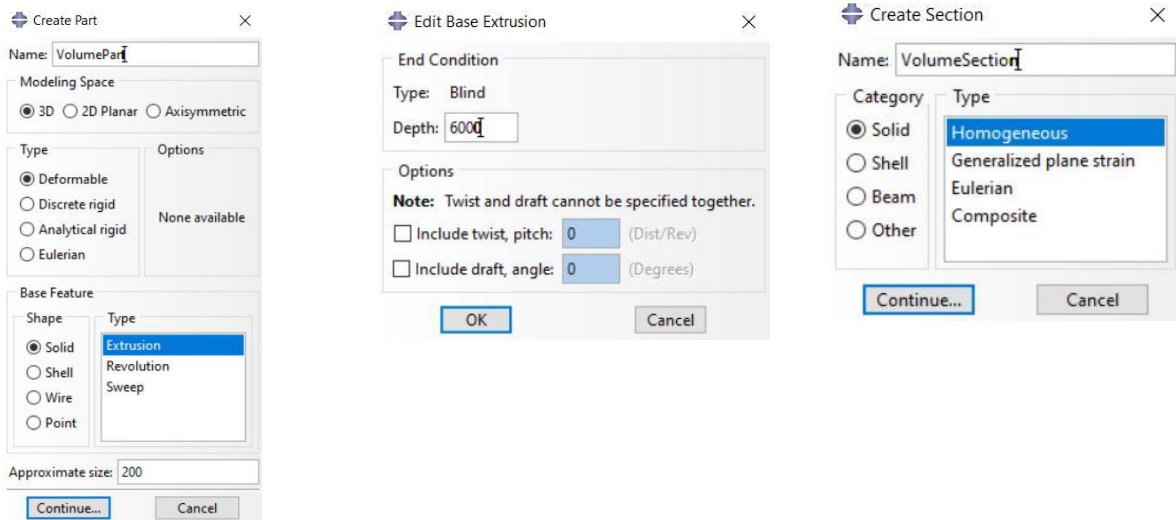 Create Part
Name: VolumePart
Modeling Space
3D 2D Planar Axisymmetric
Type Options
Deformable
Discrete rigid
Analytical rigid
Eulerian
None available
Base Feature
Shape Type
Solid
Shell
Wire
Point
Extrusion
Revolution
Sweep
Approximate size: 200
Continue... Cancel
Edit Base Extrusion
End Condition
Type: Blind
Depth: 6000
Options
Note: Twist and draft cannot be specified together.
Include twist, pitch: 0 (Dist/Rev)
Include draft, angle: 0 (Degrees)
OK Cancel
Create Section
Name: VolumeSection
Category Type
Solid
Shell
Beam
Other
Homogeneous
Generalized plane strain
Eulerian
Composite
Continue... Cancel